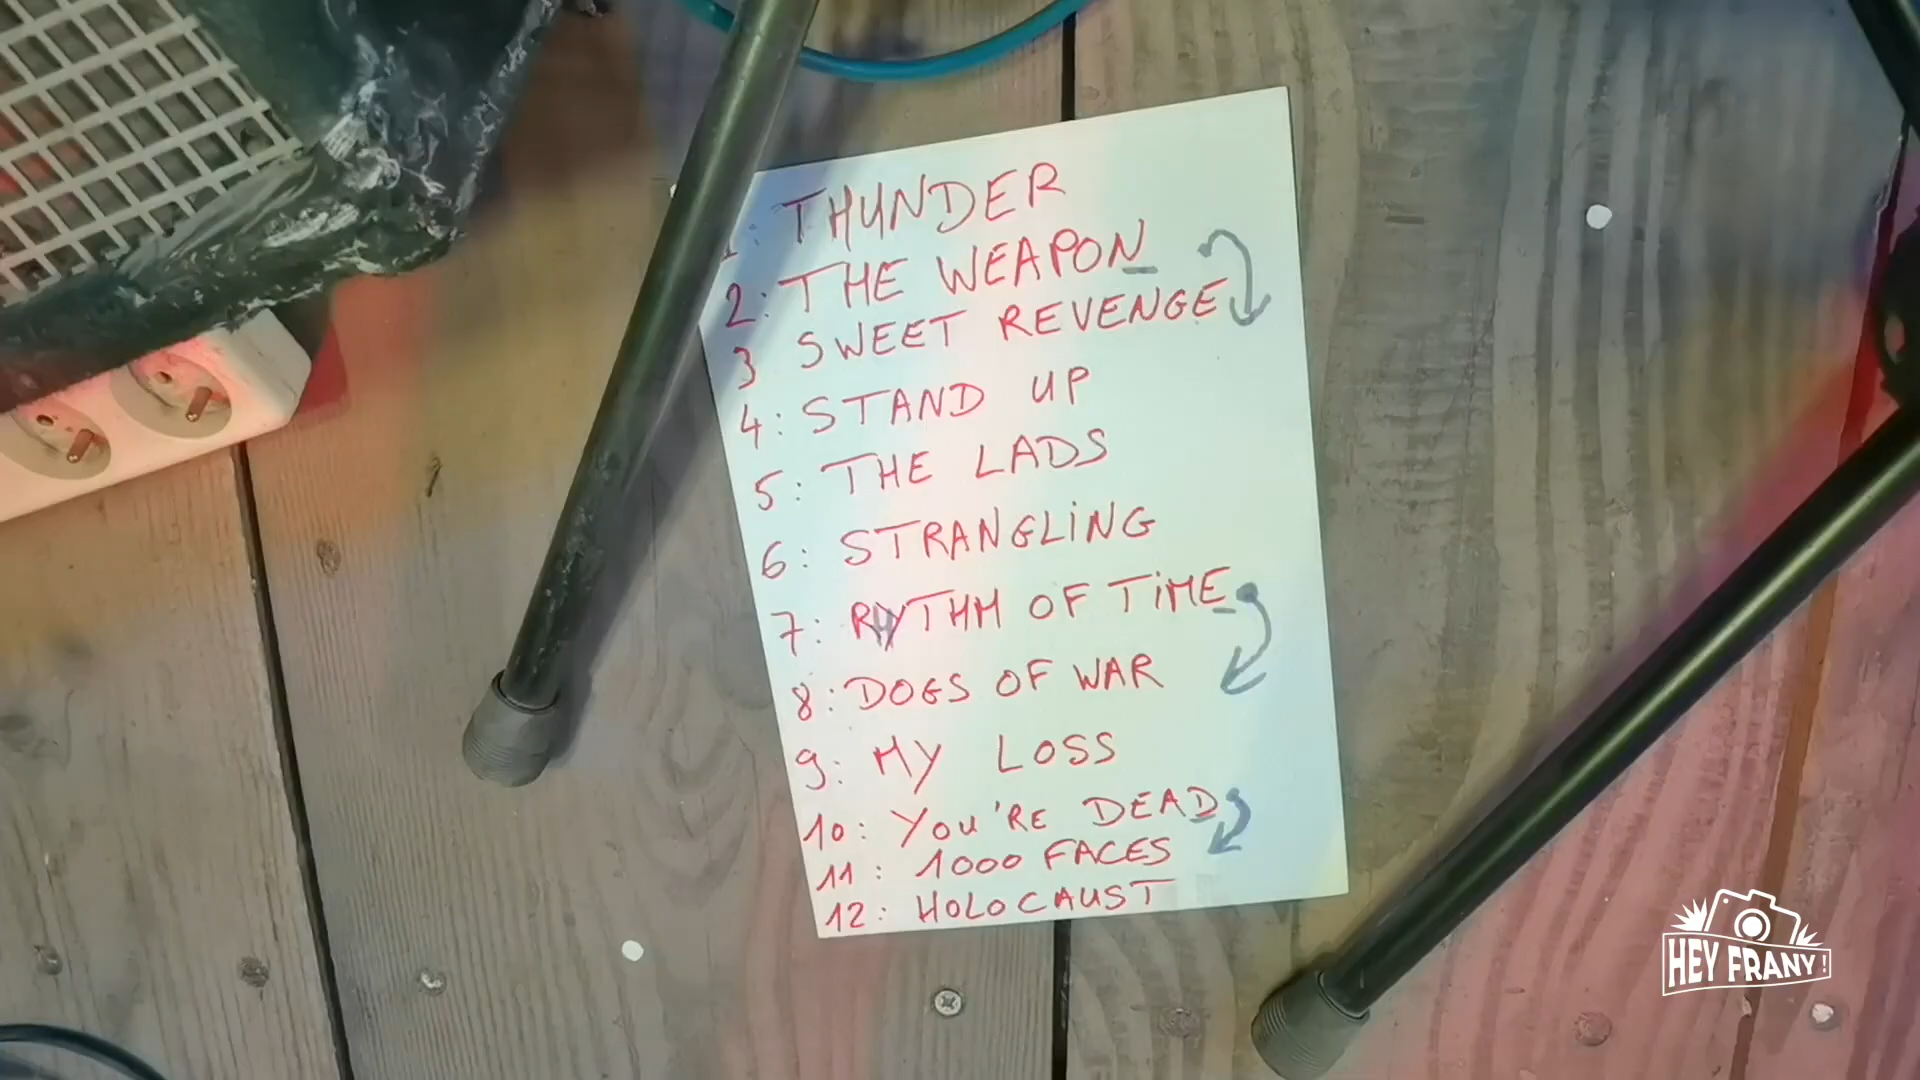 1: THUNDER
2: THE WEAPON
3 SWEET REVENGE
4: STAND UP
5: THE LADS
6: STRANGLING
7: RHYTHM OF TIME
8: DOGS OF WAR
9: MY LOSS
10: YOU'RE DEAD
11: 1000 FACES
12: HOLOCAUST
HEY FRANY!